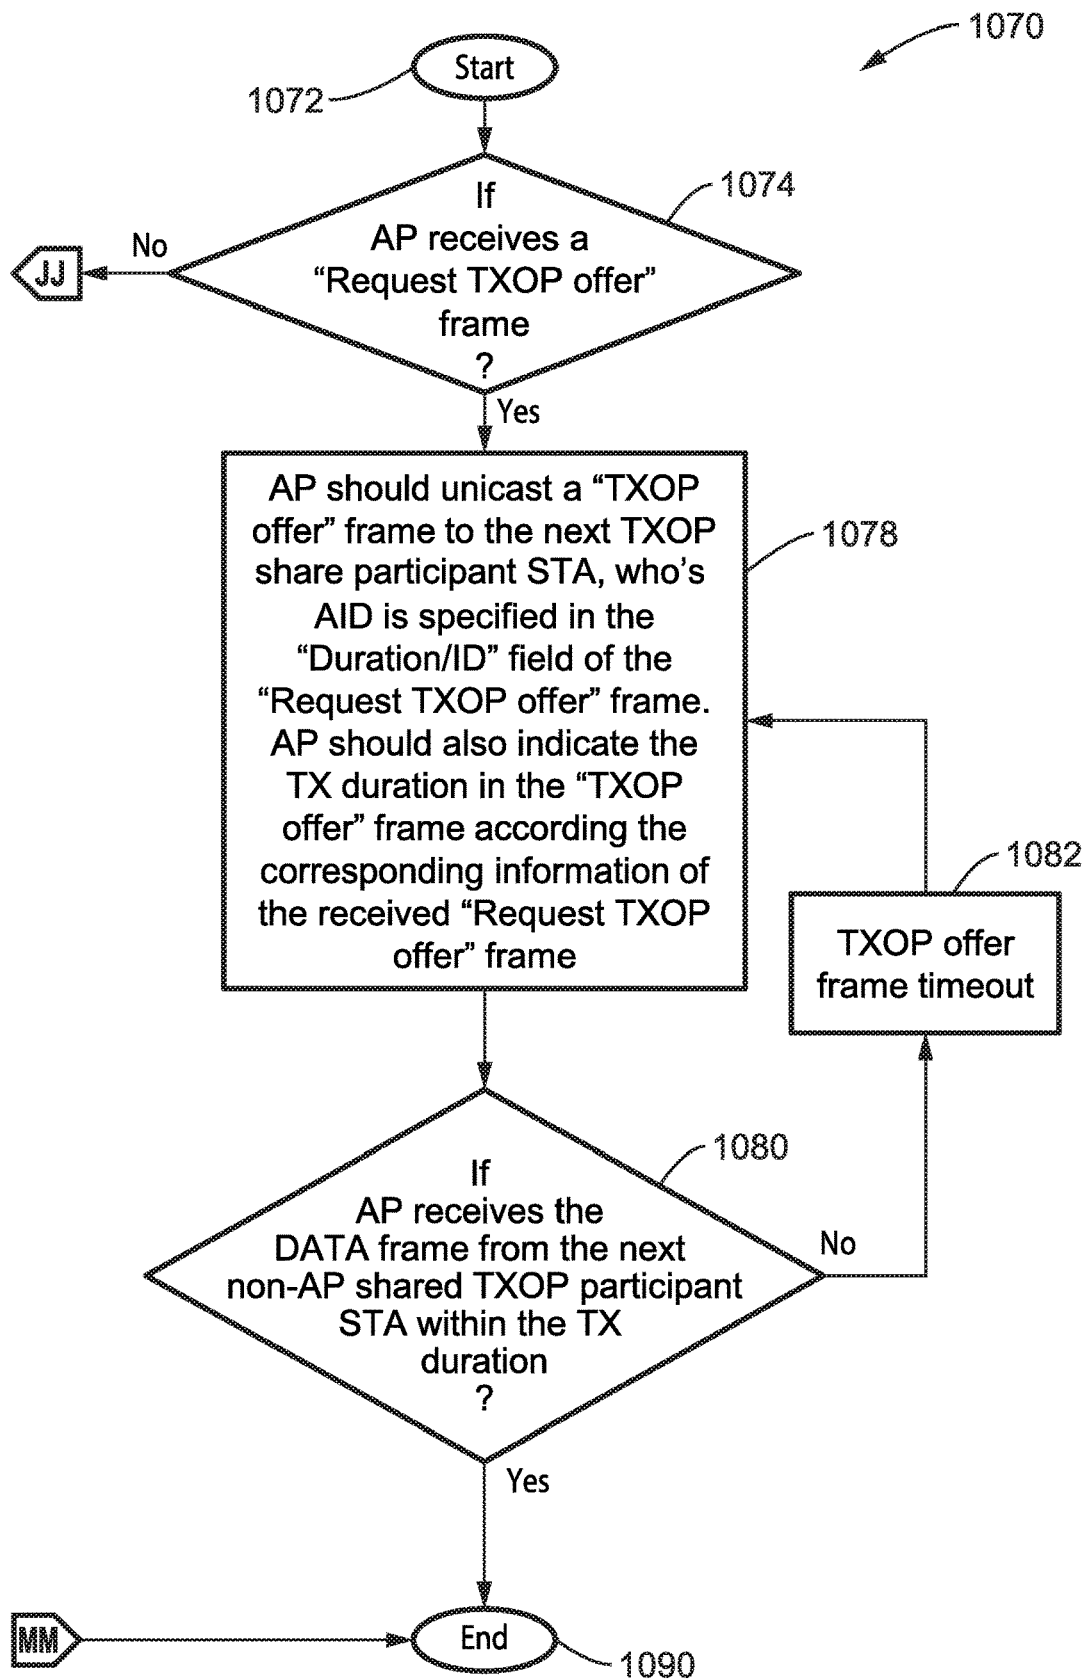 1070
Start
1072
1074
If
AP receives a
“Request TXOP offer”
frame
?
No
JJ
Yes
AP should unicast a “TXOP
offer” frame to the next TXOP
share participant STA, who’s
AID is specified in the
“Duration/ID” field of the
“Request TXOP offer” frame.
AP should also indicate the
TX duration in the “TXOP
offer” frame according the
corresponding information of
the received “Request TXOP
offer” frame
1078
1082
TXOP offer
frame timeout
1080
If
AP receives the
DATA frame from the next
non-AP shared TXOP participant
STA within the TX
duration
?
No
Yes
MM
End
1090